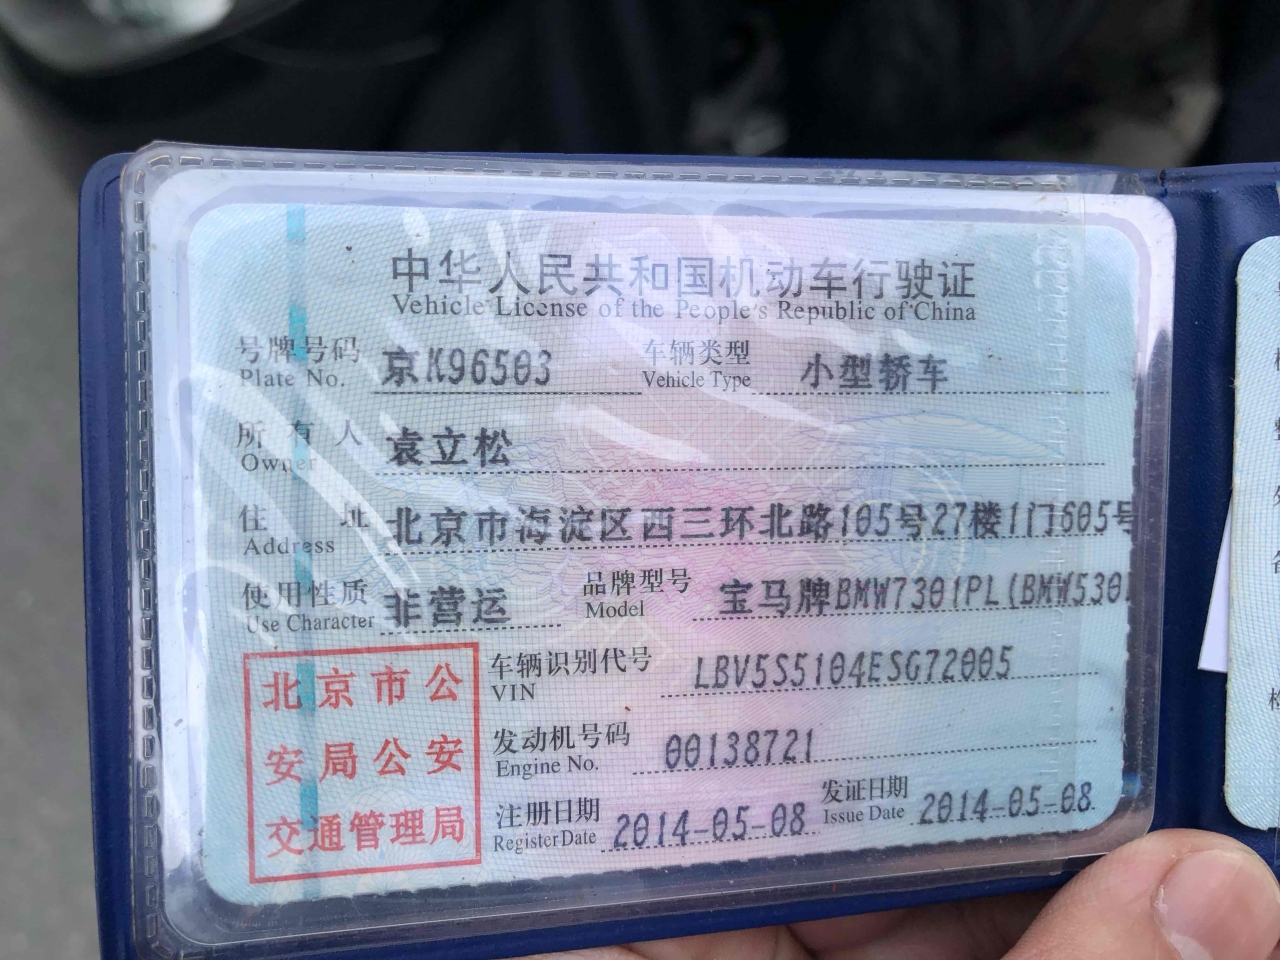 中华人民共和国机动车行驶证
Vehicle License of the People's Republic of China
号牌号码 京K96503 车辆类型 小型轿车
Plate No. Vehicle Type
所有人 袁立松
Owner
住址 北京市海淀区西三环北路105号27楼1门605号
Address
使用性质 非营运 品牌型号 宝马牌BMW7301PL(BMW530
Use Character Model
北京市公
安局公安
交通管理局
车辆识别代号 LBV5S5104ESG72005
VIN
发动机号码 00138721
Engine No.
注册日期 2014-05-08 发证日期 2014-05-08
Register Date Issue Date